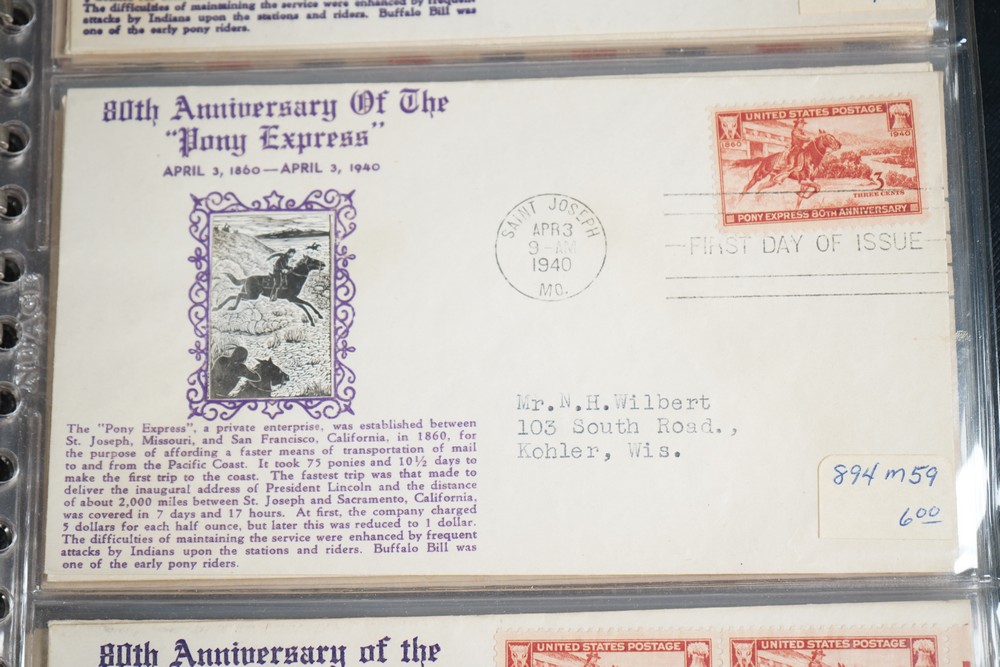 The difficulties of maintaining the service were enhanced by frequent
attacks by Indians upon the stations and riders. Buffalo Bill was
one of the early pony riders.
80th Anniversary Of The
"Pony Express"
APRIL 3, 1860—APRIL 3, 1940
UNITED STATES POSTAGE
1860
1940
3
THREE CENTS
PONY EXPRESS 80TH ANNIVERSARY
SAINT JOSEPH
APR 3
9-AM
1940
MO.
FIRST DAY OF ISSUE
The "Pony Express", a private enterprise, was established between
St. Joseph, Missouri, and San Francisco, California, in 1860, for
the purpose of affording a faster means of transportation of mail
to and from the Pacific Coast. It took 75 ponies and 10½ days to
make the first trip to the coast. The fastest trip was that made to
deliver the inaugural address of President Lincoln and the distance
of about 2,000 miles between St. Joseph and Sacramento, California,
was covered in 7 days and 17 hours. At first, the company charged
5 dollars for each half ounce, but later this was reduced to 1 dollar.
The difficulties of maintaining the service were enhanced by frequent
attacks by Indians upon the stations and riders. Buffalo Bill was
one of the early pony riders.
Mr. N.H.Wilbert
103 South Road.,
Kohler, Wis.
894 m59
600
80th Anniversary of the
UNITED STATES POSTAGE
UNITED STATES POSTAGE